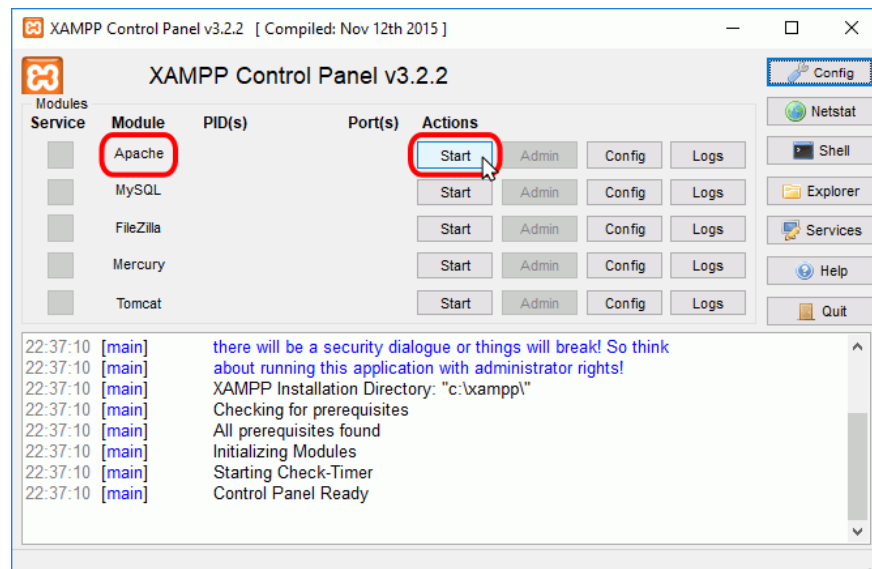 XAMPP Control Panel v3.2.2 [ Compiled: Nov 12th 2015 ]
XAMPP Control Panel v3.2.2
Config
Modules
Netstat
Service Module PID(s) Port(s) Actions
Apache Start Admin Config Logs
Shell
MySQL Start Admin Config Logs
Explorer
FileZilla Start Admin Config Logs
Services
Mercury Start Admin Config Logs
Help
Tomcat Start Admin Config Logs
Quit
22:37:10 [main] there will be a security dialogue or things will break! So think
22:37:10 [main] about running this application with administrator rights!
22:37:10 [main] XAMPP Installation Directory: "c:\xampp\"
22:37:10 [main] Checking for prerequisites
22:37:10 [main] All prerequisites found
22:37:10 [main] Initializing Modules
22:37:10 [main] Starting Check-Timer
22:37:10 [main] Control Panel Ready